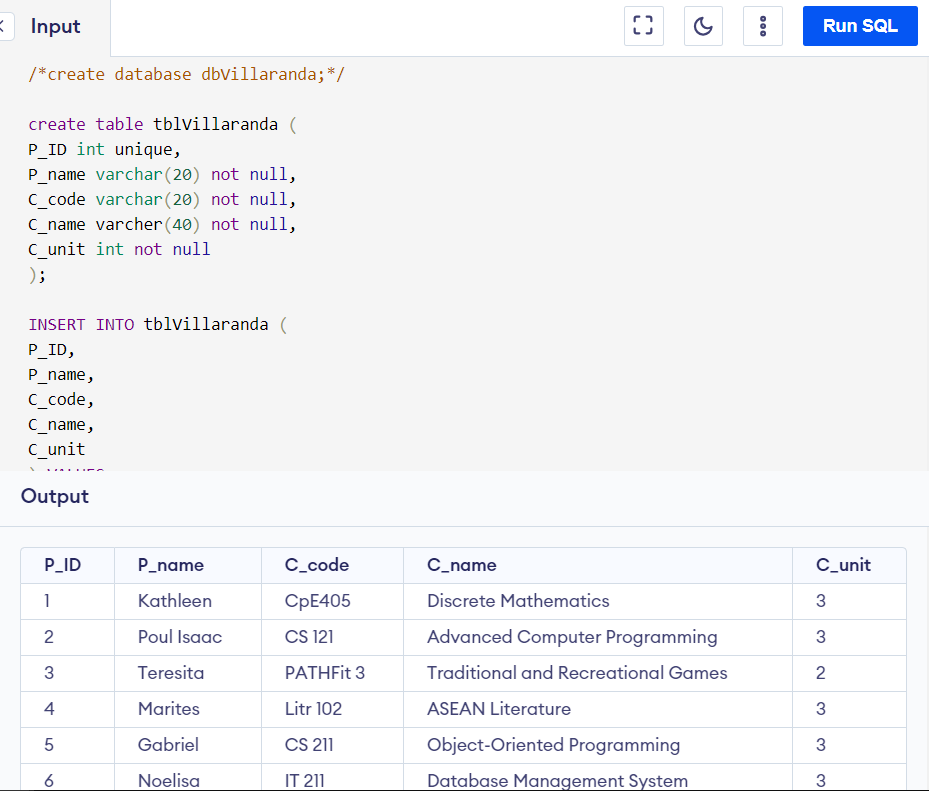 Input
Run SQL
/*create database dbVillaranda;*/
create table tblVillaranda (
P_ID int unique,
P_name varchar(20) not null,
C_code varchar(20) not null,
C_name varcher(40) not null,
C_unit int not null
);
INSERT INTO tblVillaranda (
P_ID,
P_name,
C_code,
C_name,
C_unit
) VALUES
Output
P_ID P_name C_code C_name C_unit
1 Kathleen CpE405 Discrete Mathematics 3
2 Poul Isaac CS 121 Advanced Computer Programming 3
3 Teresita PATHFit 3 Traditional and Recreational Games 2
4 Marites Litr 102 ASEAN Literature 3
5 Gabriel CS 211 Object-Oriented Programming 3
6 Noelisa IT 211 Database Management System 3